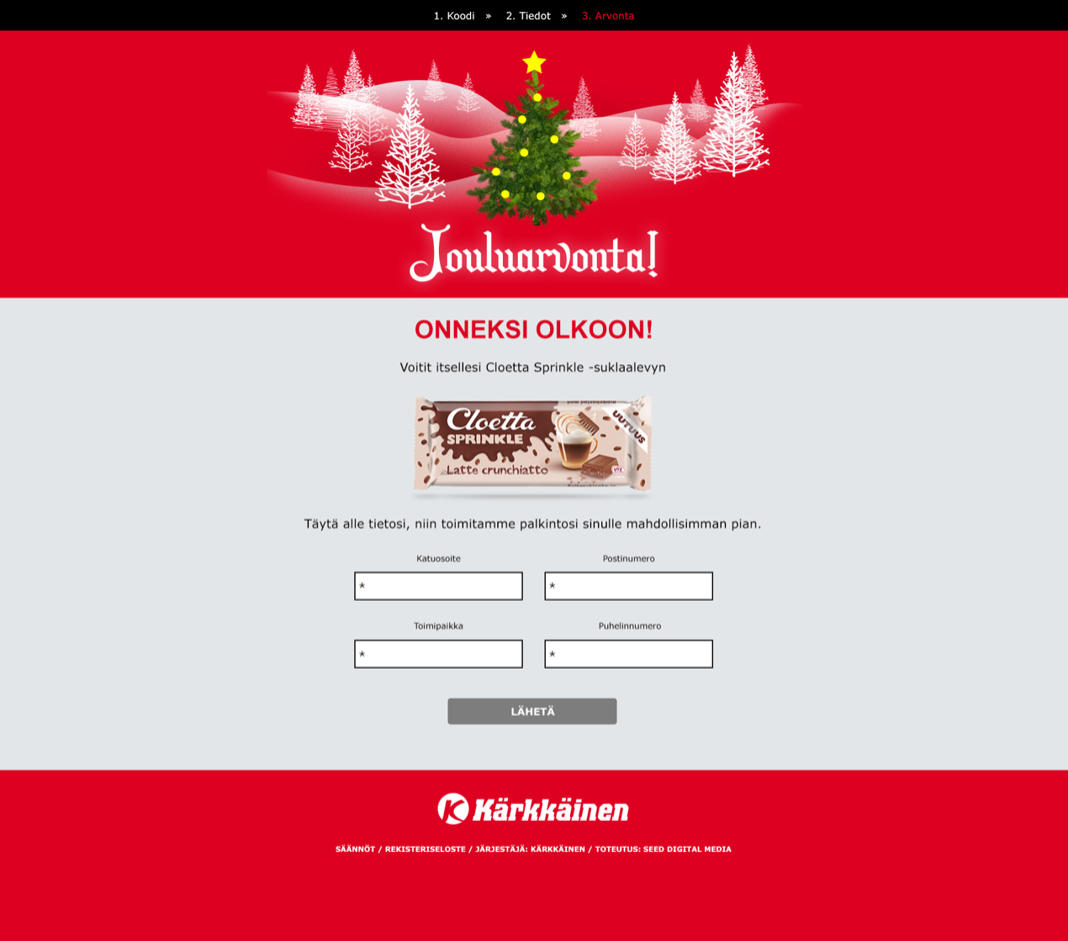 1. Koodi » 2. Tiedot » 3. Arvonta
Jouluarvonta!
ONNEKSI OLKOON!
Voitit itsellesi Cloetta Sprinkle -suklaalevyn
Cloetta
SPRINKLE
UUTUUS
Latte crunchiatto
Täytä alle tietosi, niin toimitamme palkintosi sinulle mahdollisimman pian.
Katuosoite Postinumero
* *
Toimipaikka Puhelinnumero
* *
LÄHETÄ
K Kärkkäinen
SÄÄNNÖT / REKISTERISELOSTE / JÄRJESTÄJÄ: KÄRKKÄINEN / TOTEUTUS: SEED DIGITAL MEDIA